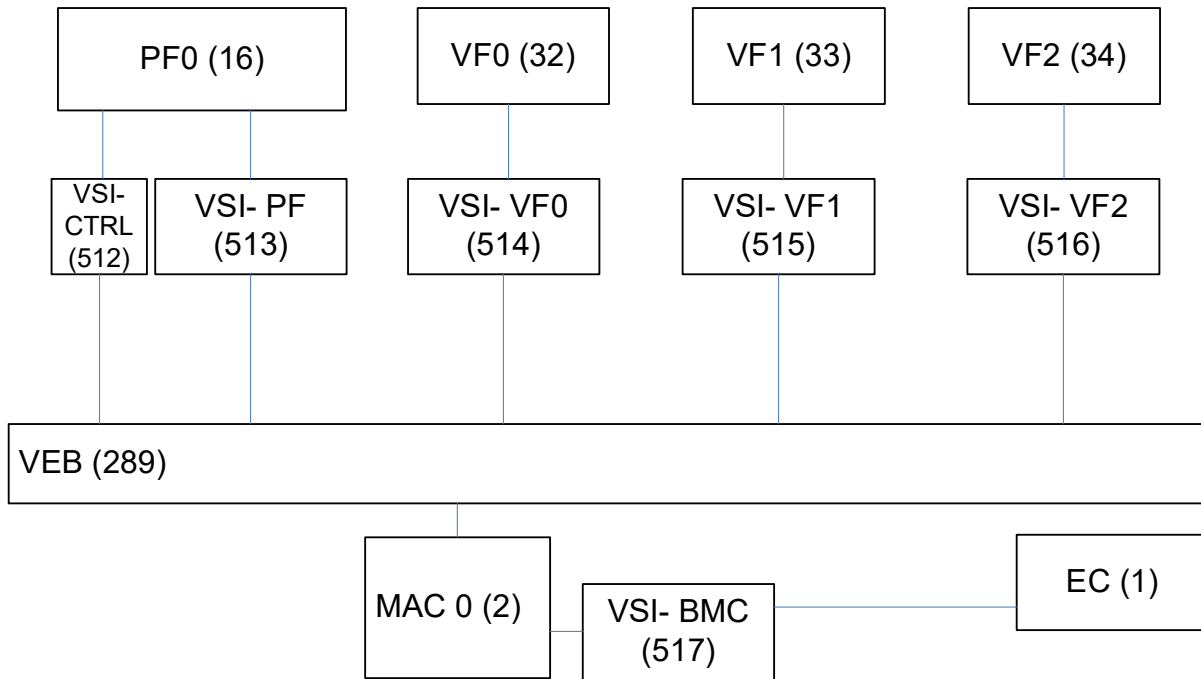 PF0 (16)
VF0 (32)
VF1 (33)
VF2 (34)
VSI-
CTRL
(512)
VSI- PF
(513)
VSI- VF0
(514)
VSI- VF1
(515)
VSI- VF2
(516)
VEB (289)
MAC 0 (2)
VSI- BMC
(517)
EC (1)